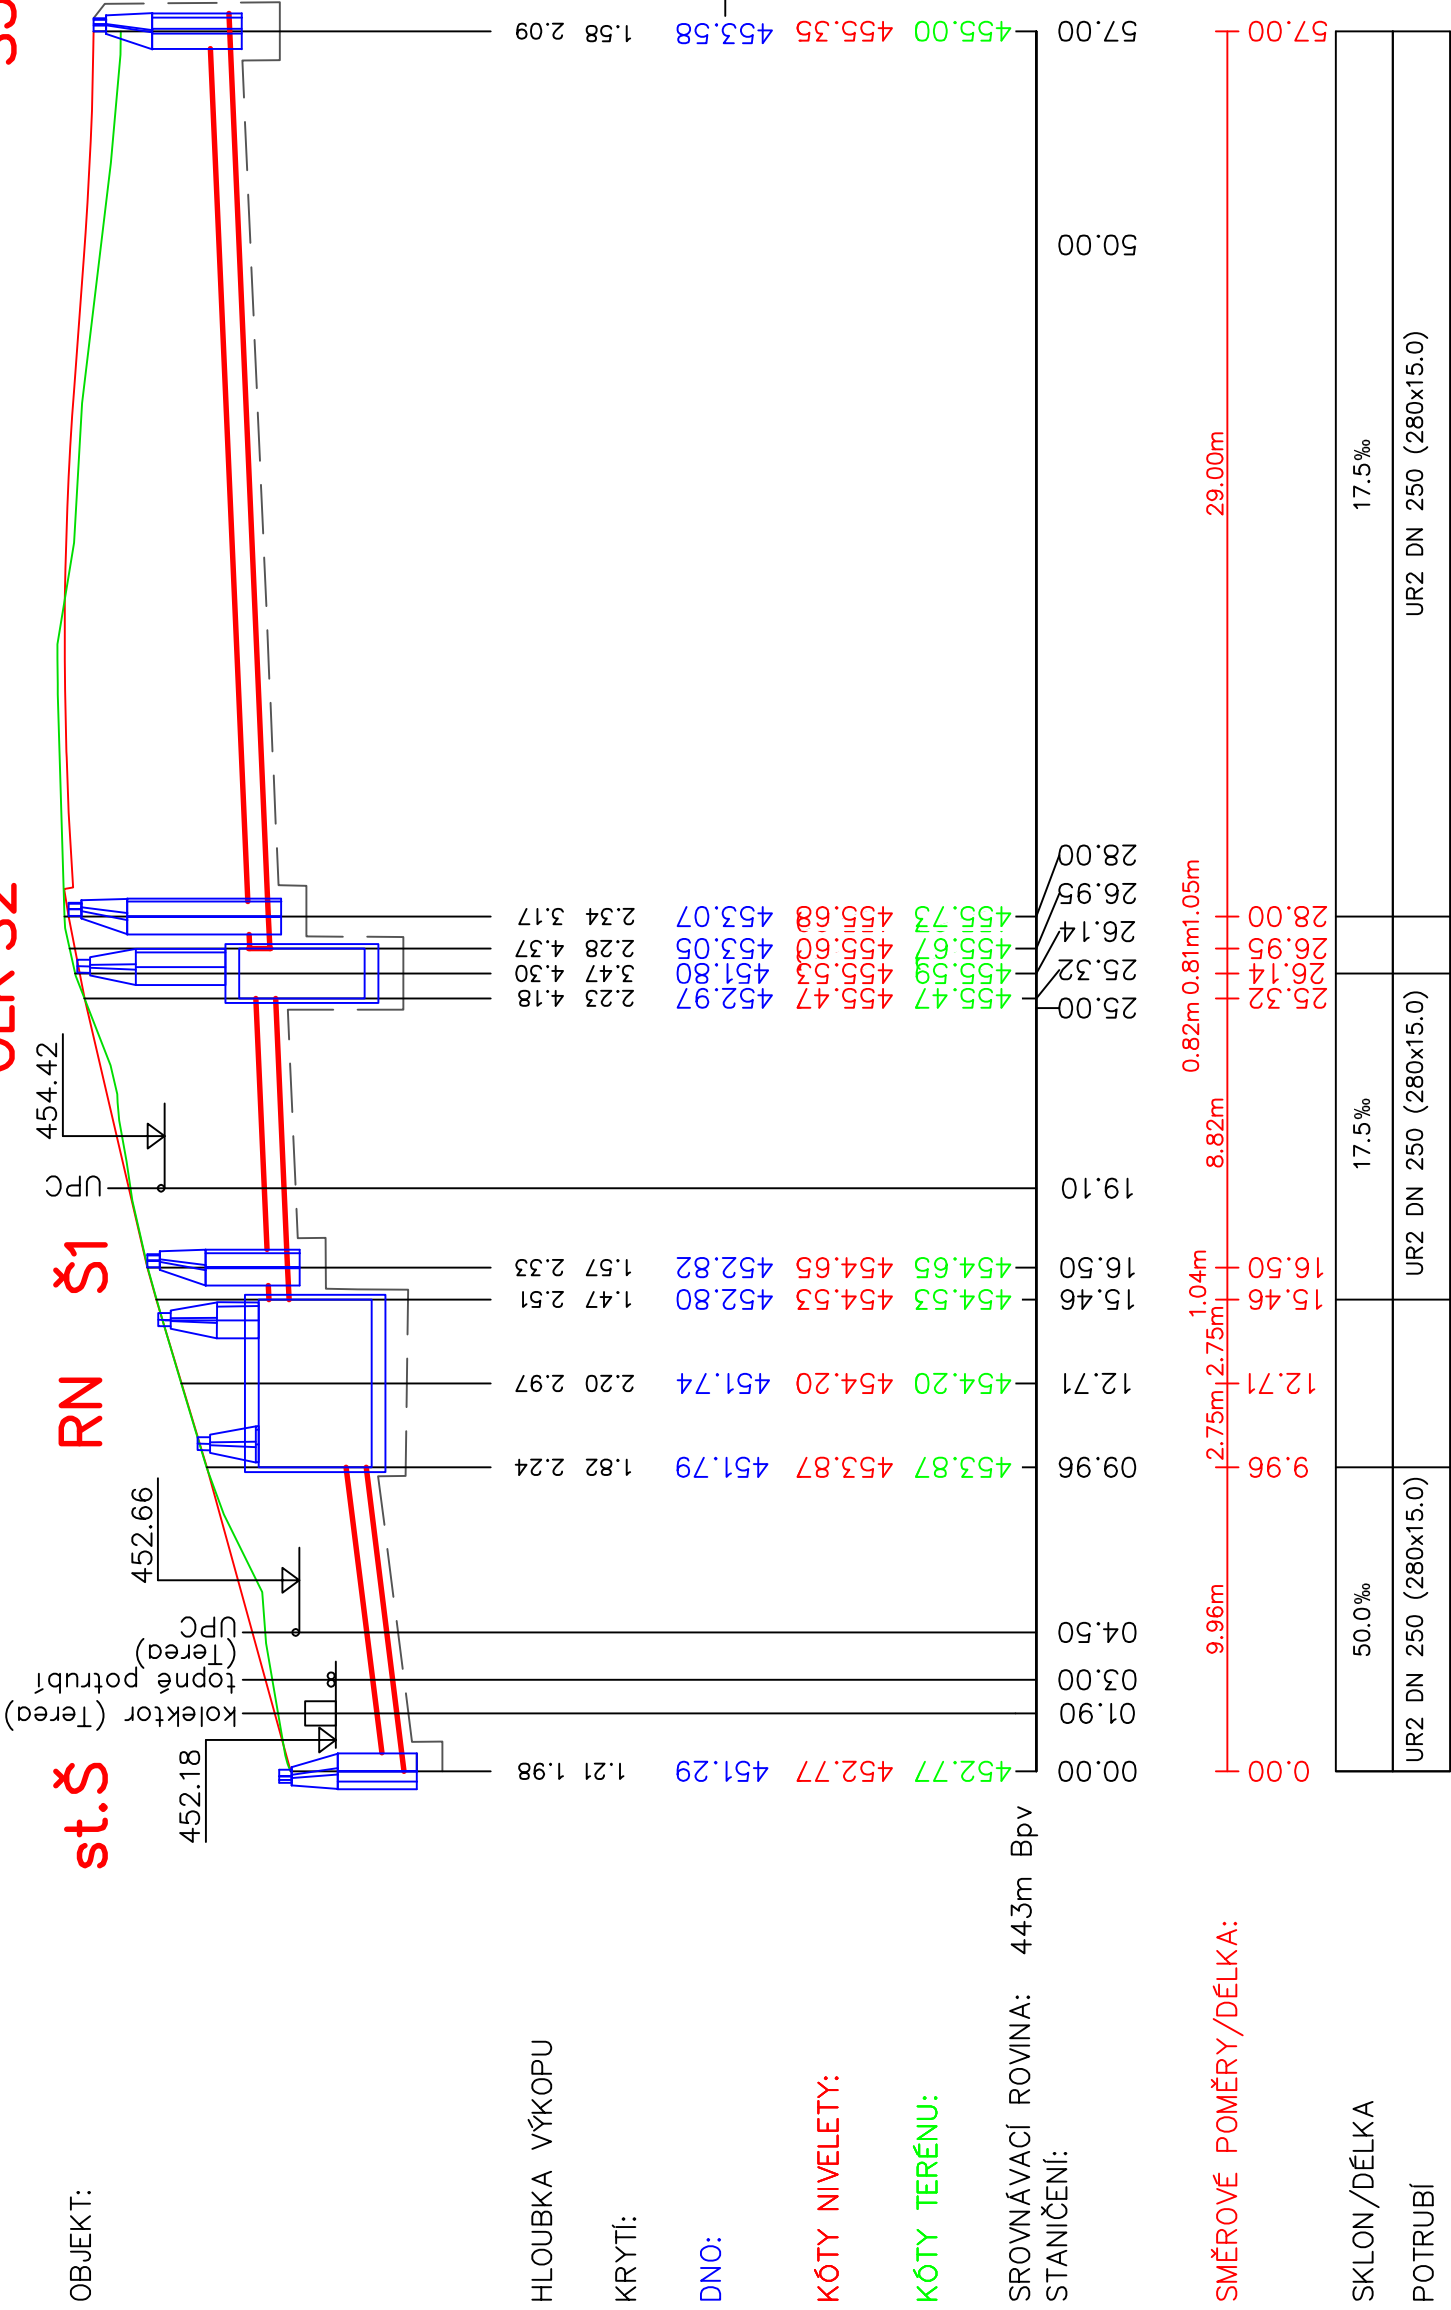 OBJEKT: st.Š RN Š1
452.18
452.66
454.42
kolektor (Terea)
topné potrubí
(Terea)
UPC
UPC
HLOUBKA VÝKOPU 1.98 2.24 2.97 2.51 2.33 4.18 4.30 4.37 3.17 2.09
KRYTÍ: 1.21 1.82 2.20 1.47 1.57 2.23 3.47 2.28 2.34 1.58
DNO: 451.29 451.79 451.74 452.80 452.82 452.97 451.80 453.05 453.07 453.58
KÓTY NIVELETY: 452.77 453.87 454.20 454.53 454.65 455.47 455.53 455.60 455.68 455.35
KÓTY TERÉNU: 452.77 453.87 454.20 454.53 454.65 455.47 455.59 455.67 455.73 455.00
SROVNÁVACÍ ROVINA: 443m Bpv
STANIČENÍ: 00.00 01.90 03.00 04.50 09.96 12.71 15.46 16.50 19.10 25.00 25.32 26.14 26.95 28.00 50.00 57.00
9.96m 2.75m 2.75m 1.04m 8.82m 0.82m 0.81m 1.05m 29.00m
SMĚROVÉ POMĚRY/DÉLKA: 0.00 9.96 12.71 15.46 16.50 25.32 26.14 26.95 28.00 57.00
SKLON/DÉLKA 50.0‰ 17.5‰ 17.5‰
POTRUBÍ UR2 DN 250 (280x15.0) UR2 DN 250 (280x15.0) UR2 DN 250 (280x15.0)